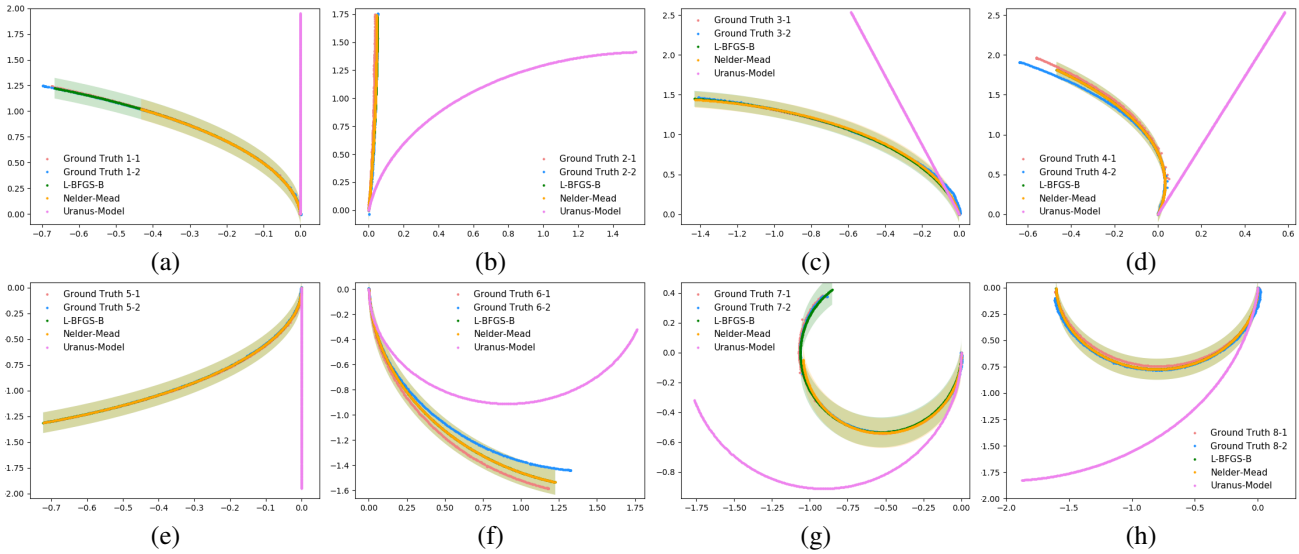 2.00
1.75
1.50
1.25
1.00
0.75
0.50
0.25
0.00
Ground Truth 1-1
Ground Truth 1-2
L-BFGS-B
Nelder-Mead
Uranus-Model
−0.7 −0.6 −0.5 −0.4 −0.3 −0.2 −0.1 0.0
(a)
1.75
1.50
1.25
1.00
0.75
0.50
0.25
0.00
Ground Truth 2-1
Ground Truth 2-2
L-BFGS-B
Nelder-Mead
Uranus-Model
0.0 0.2 0.4 0.6 0.8 1.0 1.2 1.4
(b)
2.5
2.0
1.5
1.0
0.5
0.0
Ground Truth 3-1
Ground Truth 3-2
L-BFGS-B
Nelder-Mead
Uranus-Model
−1.4 −1.2 −1.0 −0.8 −0.6 −0.4 −0.2 0.0
(c)
2.5
2.0
1.5
1.0
0.5
0.0
Ground Truth 4-1
Ground Truth 4-2
L-BFGS-B
Nelder-Mead
Uranus-Model
−0.6 −0.4 −0.2 0.0 0.2 0.4 0.6
(d)
0.00
0.25
0.50
0.75
1.00
1.25
1.50
1.75
2.00
Ground Truth 5-1
Ground Truth 5-2
L-BFGS-B
Nelder-Mead
Uranus-Model
−0.7 −0.6 −0.5 −0.4 −0.3 −0.2 −0.1 0.0
(e)
0.0
−0.2
−0.4
−0.6
−0.8
−1.0
−1.2
−1.4
−1.6
Ground Truth 6-1
Ground Truth 6-2
L-BFGS-B
Nelder-Mead
Uranus-Model
0.00 0.25 0.50 0.75 1.00 1.25 1.50 1.75
(f)
0.4
0.2
0.0
−0.2
−0.4
−0.6
−0.8
Ground Truth 7-1
Ground Truth 7-2
L-BFGS-B
Nelder-Mead
Uranus-Model
−1.75 −1.50 −1.25 −1.00 −0.75 −0.50 −0.25 0.00
(g)
0.00
0.25
0.50
0.75
1.00
1.25
1.50
1.75
2.00
Ground Truth 8-1
Ground Truth 8-2
L-BFGS-B
Nelder-Mead
Uranus-Model
−2.0 −1.5 −1.0 −0.5 0.0
(h)